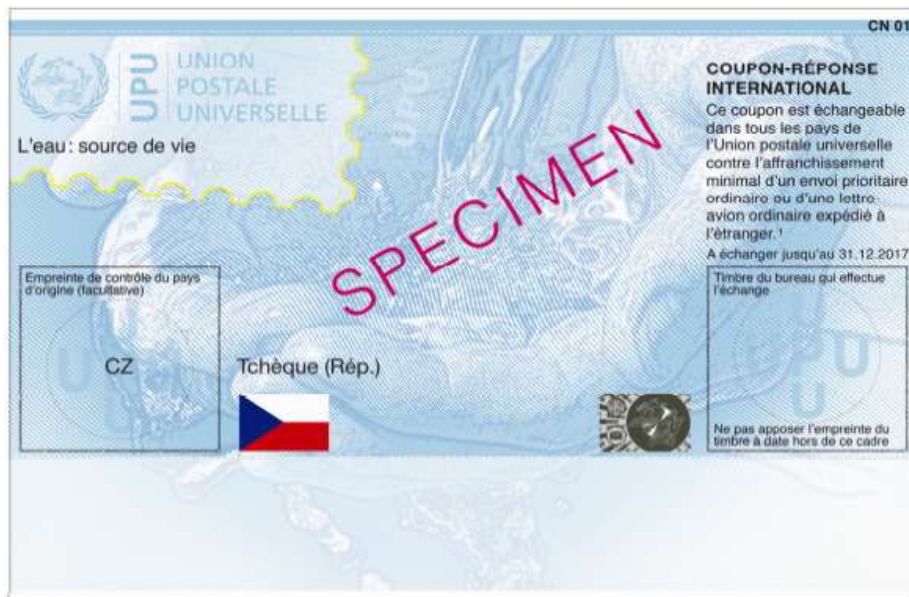 CN 01
UPU
UNION
POSTALE
UNIVERSELLE
L'eau : source de vie
COUPON-RÉPONSE
INTERNATIONAL
Ce coupon est échangeable
dans tous les pays de
l'Union postale universelle
contre l'affranchissement
minimal d'un envoi prioritaire
ordinaire ou d'une lettre-
avion ordinaire expédié à
l'étranger.¹
A échanger jusqu'au 31.12.2017
SPECIMEN
Empreinte de contrôle du pays
d'origine (facultative)
CZ
Tchèque (Rép.)
Timbre du bureau qui effectue
l'échange
UPU
UPU
Ne pas apposer l'empreinte du
timbre à date hors de ce cadre